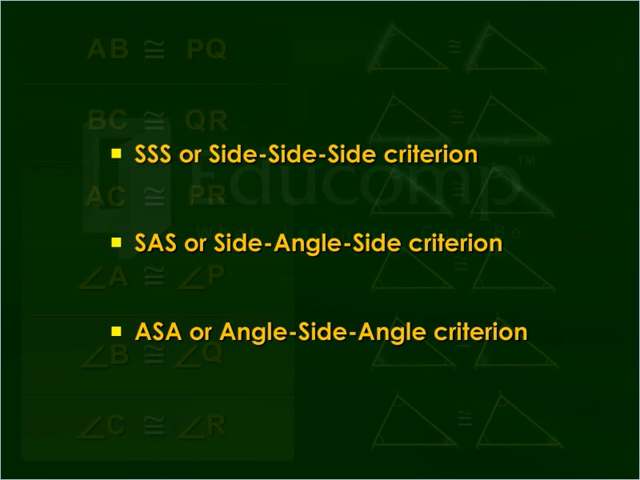 AB ≅ PQ
BC ≅ QR
SSS or Side-Side-Side criterion
Educomp™
AC ≅ PR
SAS or Side-Angle-Side criterion
∠A ≅ ∠P
ASA or Angle-Side-Angle criterion
∠B ≅ ∠Q
∠C ≅ ∠R